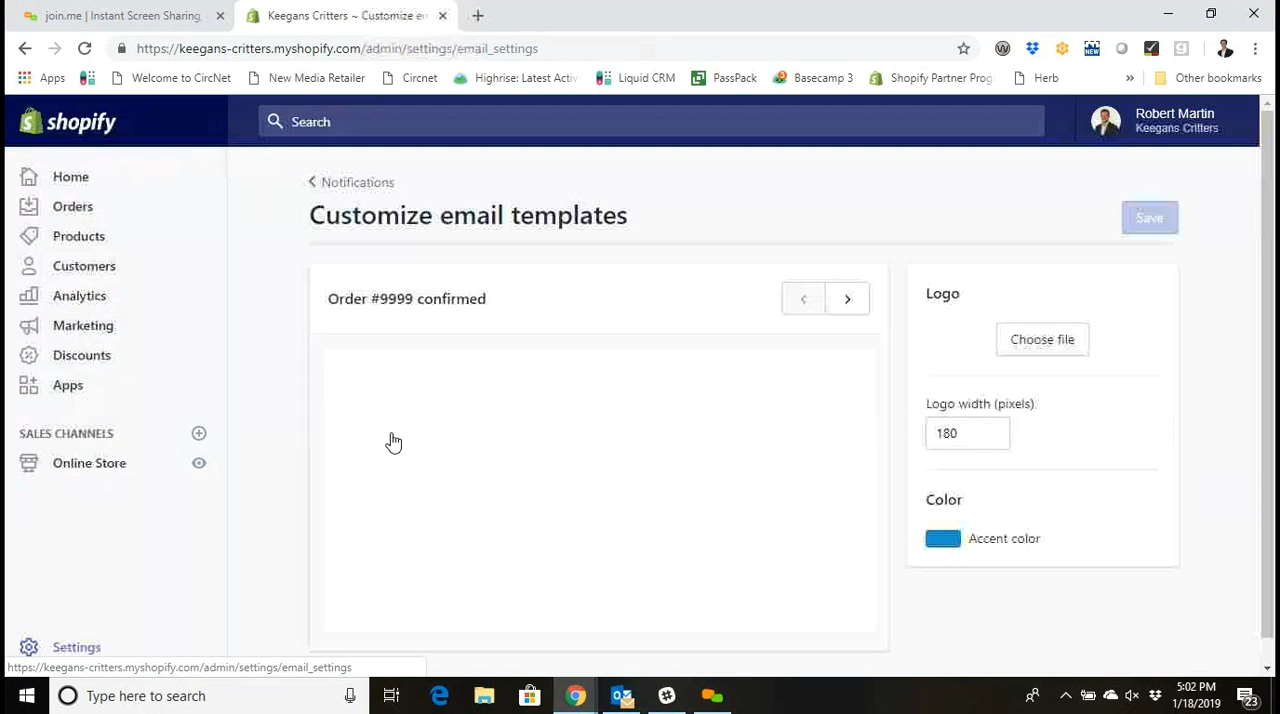 join.me | Instant Screen Sharing,
Keegans Critters ~ Customize em
https://keegans-critters.myshopify.com/admin/settings/email_settings
Apps
Welcome to CircNet
New Media Retailer
Circnet
Highrise: Latest Activ
Liquid CRM
PassPack
Basecamp 3
Shopify Partner Prog
Herb
»
Other bookmarks
shopify
Search
Robert Martin
Keegans Critters
Home
Orders
Products
Customers
Analytics
Marketing
Discounts
Apps
SALES CHANNELS
Online Store
Settings
Notifications
Customize email templates
Save
Order #9999 confirmed
Logo
Choose file
Logo width (pixels)
180
Color
Accent color
https://keegans-critters.myshopify.com/admin/settings/email_settings
Type here to search
5:02 PM
1/18/2019
23